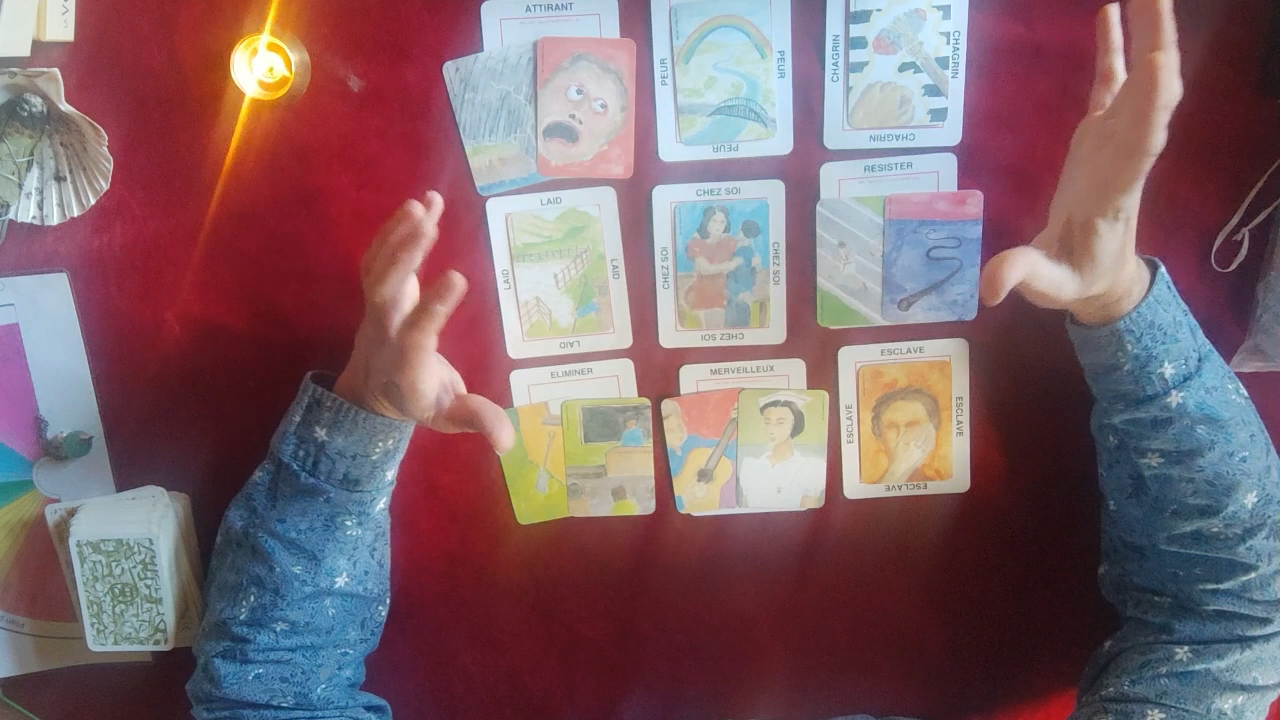 ATTIRANT
PEUR
PEUR
PEUR
CHAGRIN
CHAGRIN
CHAGRIN
LAID
LAID
LAID
LAID
CHEZ SOI
CHEZ SOI
CHEZ SOI
CHEZ SOI
RESISTER
ELIMINER
MERVEILLEUX
ESCLAVE
ESCLAVE
ESCLAVE
ESCLAVE